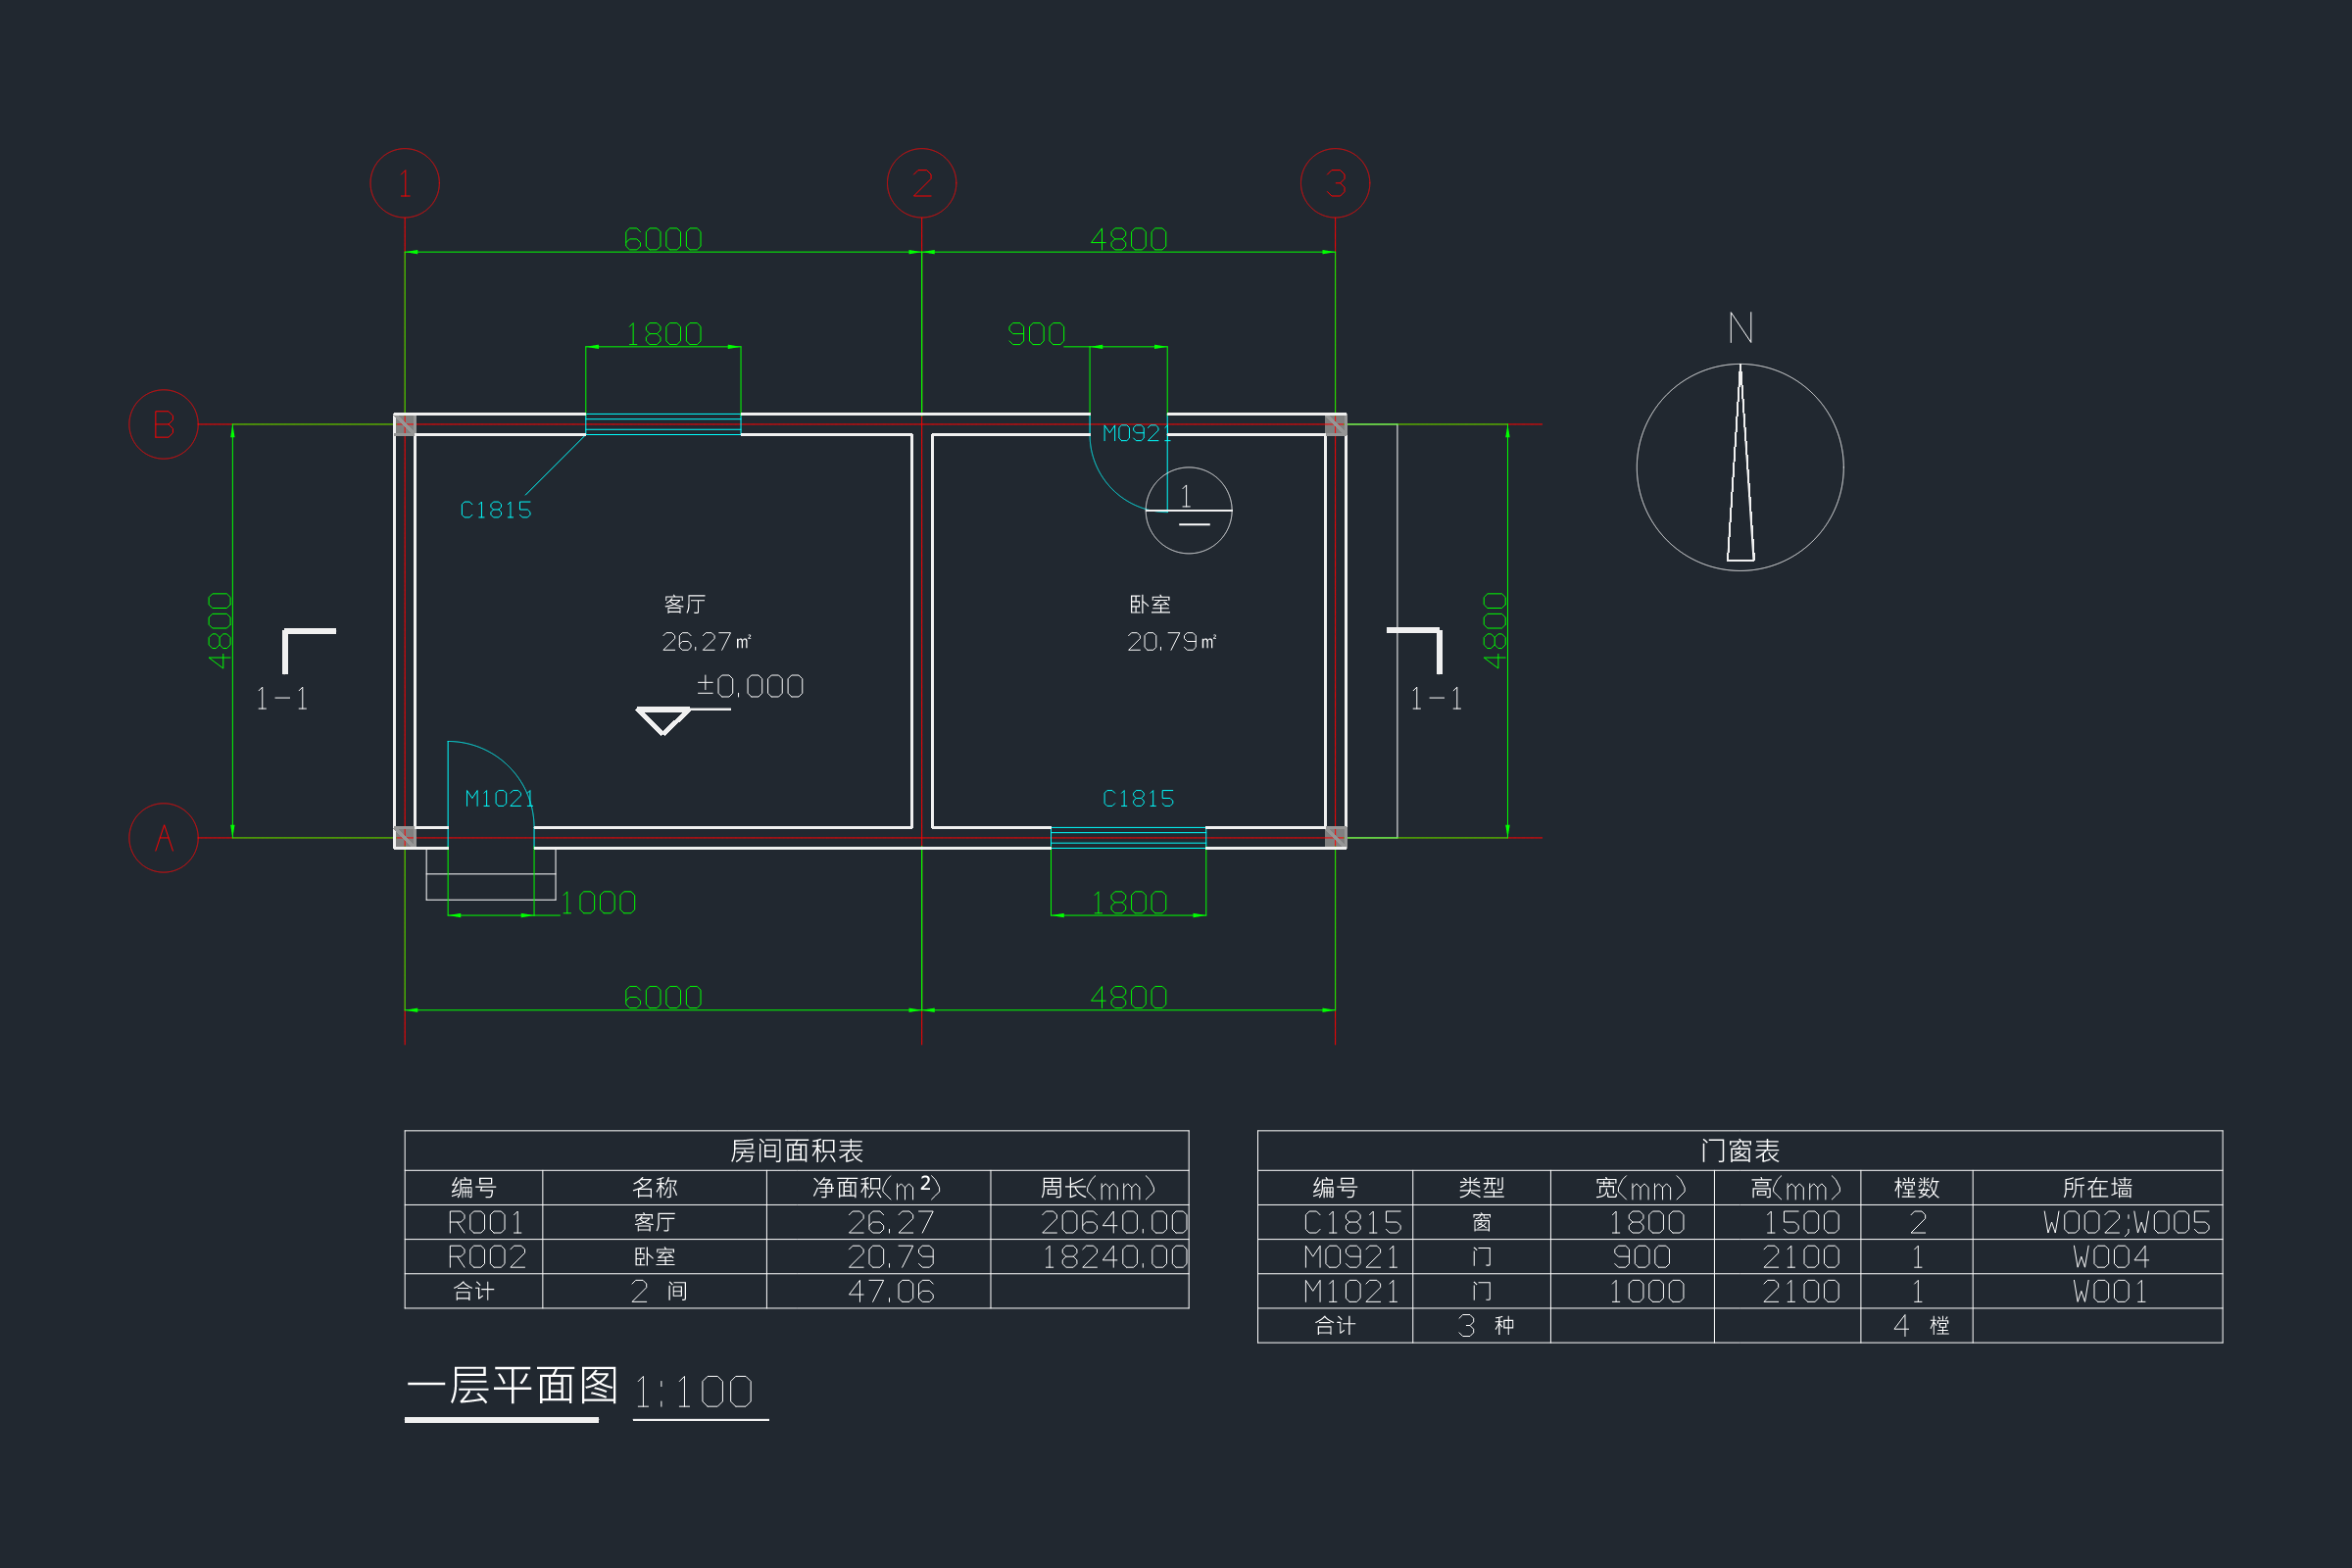 1 2 3
6000 4800
1800 900
N
B
M0921
C1815
1
—
4800
客厅 卧室
26.27㎡ 20.79㎡
4800
±0.000
1-1 1-1
M1021 C1815
A
1000 1800
6000 4800
房间面积表
编号 名称 净面积(m²) 周长(mm)
R001 客厅 26.27 20640.00
R002 卧室 20.79 18240.00
合计 2 间 47.06
门窗表
编号 类型 宽(mm) 高(mm) 樘数 所在墙
C1815 窗 1800 1500 2 W002;W005
M0921 门 900 2100 1 W004
M1021 门 1000 2100 1 W001
合计 3 种 4 樘
一层平面图 1:100